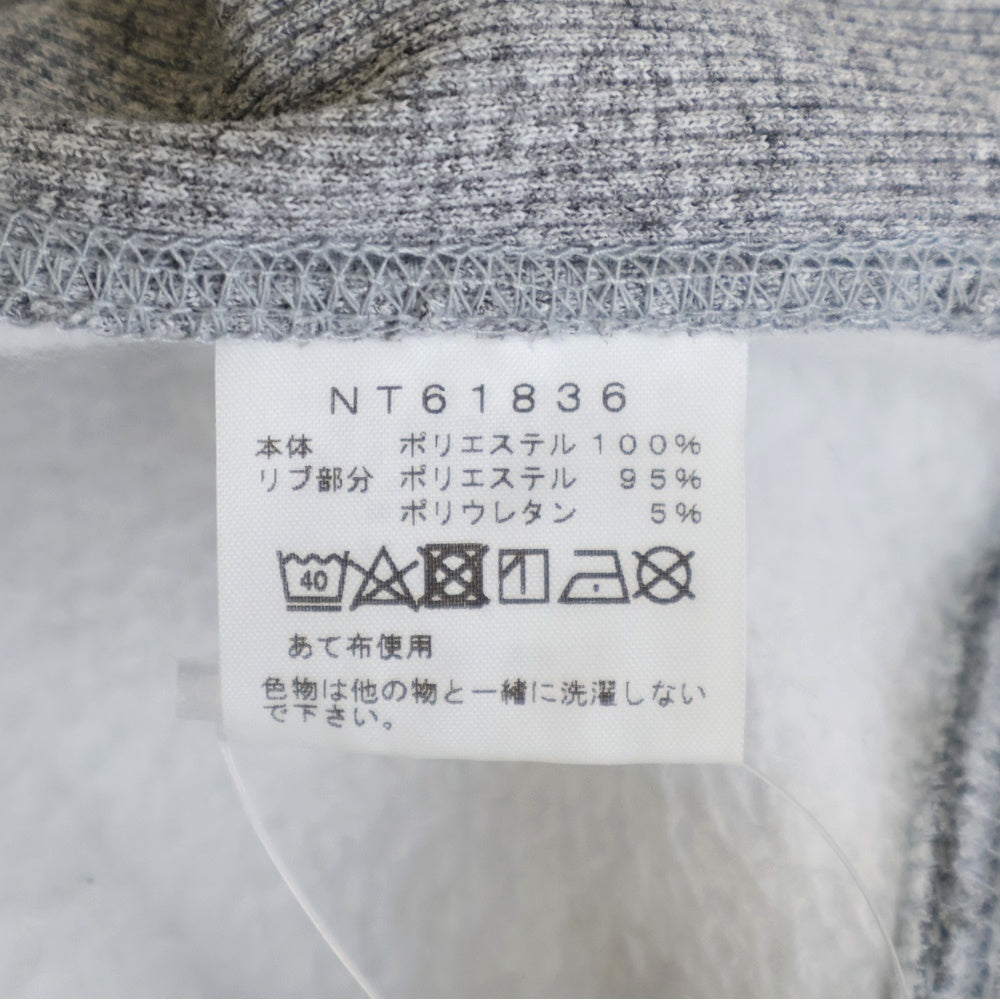 NT61836
本体 ポリエステル 100%
リブ部分 ポリエステル 95%
ポリウレタン 5%
40
あて布使用
色物は他の物と一緒に洗濯しない
で下さい。